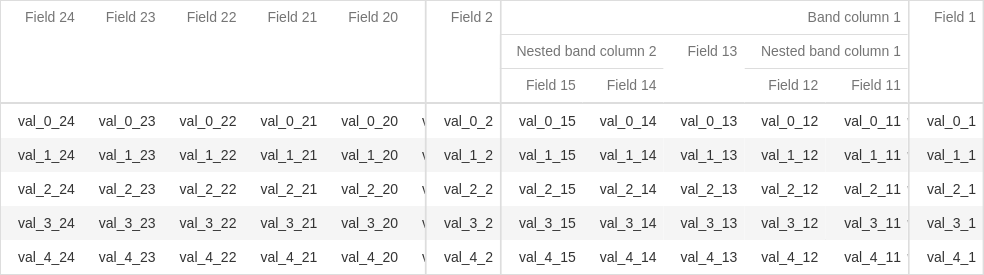 Field 24 Field 23 Field 22 Field 21 Field 20 Field 2 Band column 1 Field 1
Nested band column 2 Field 13 Nested band column 1
Field 15 Field 14 Field 12 Field 11
val_0_24 val_0_23 val_0_22 val_0_21 val_0_20 val_0_2 val_0_15 val_0_14 val_0_13 val_0_12 val_0_11 val_0_1
val_1_24 val_1_23 val_1_22 val_1_21 val_1_20 val_1_2 val_1_15 val_1_14 val_1_13 val_1_12 val_1_11 val_1_1
val_2_24 val_2_23 val_2_22 val_2_21 val_2_20 val_2_2 val_2_15 val_2_14 val_2_13 val_2_12 val_2_11 val_2_1
val_3_24 val_3_23 val_3_22 val_3_21 val_3_20 val_3_2 val_3_15 val_3_14 val_3_13 val_3_12 val_3_11 val_3_1
val_4_24 val_4_23 val_4_22 val_4_21 val_4_20 val_4_2 val_4_15 val_4_14 val_4_13 val_4_12 val_4_11 val_4_1